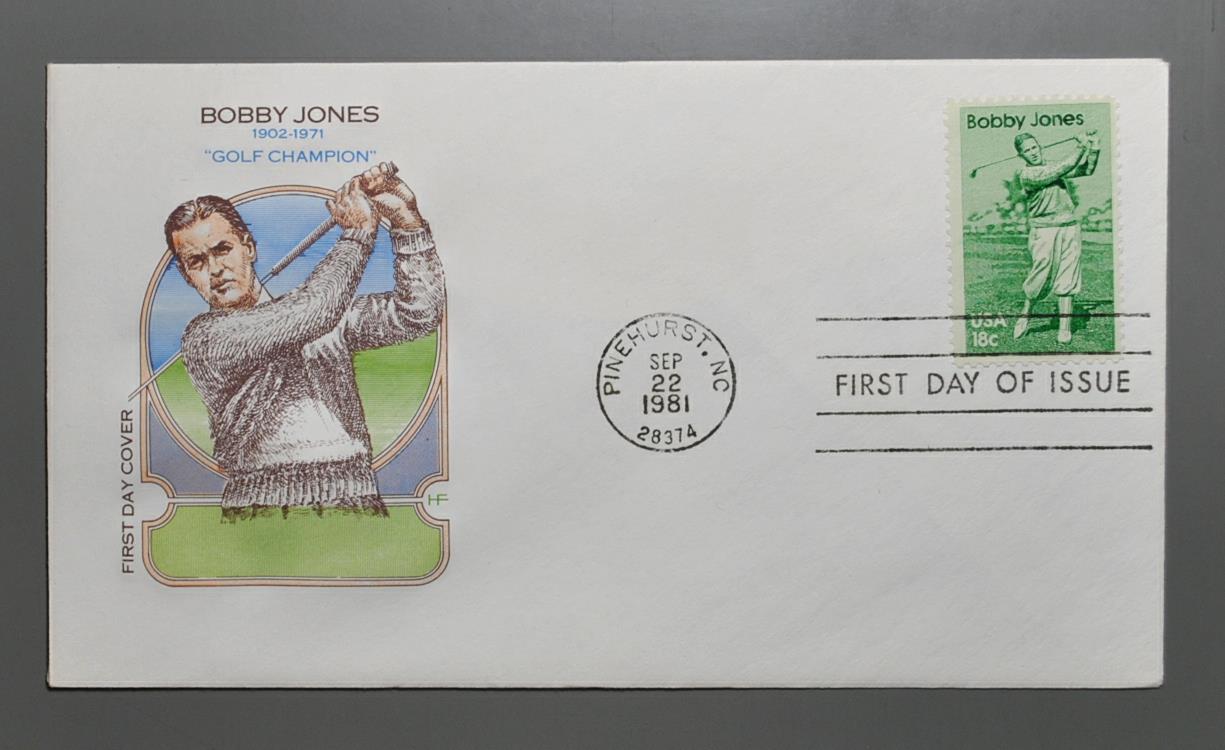 BOBBY JONES
1902-1971
"GOLF CHAMPION"
FIRST DAY COVER
HF
PINEHURST, NC
SEP
22
1981
28374
Bobby Jones
USA
18c
FIRST DAY OF ISSUE